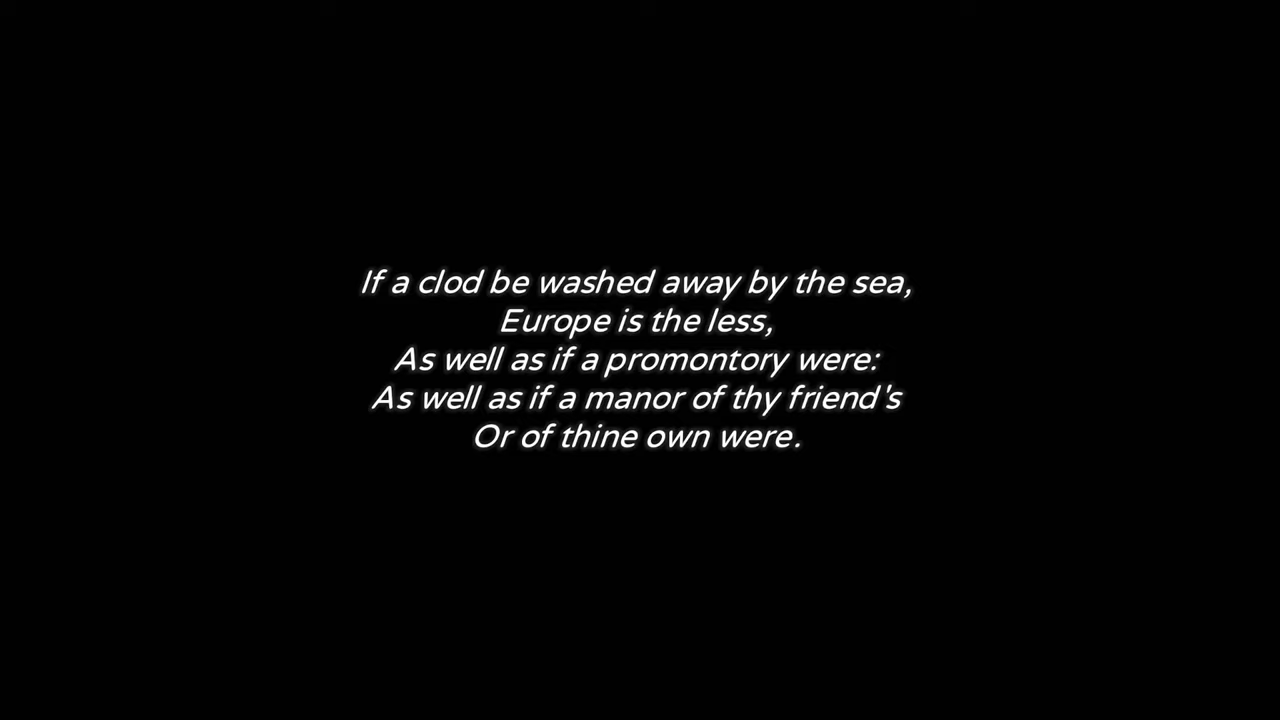 If a clod be washed away by the sea,
Europe is the less,
As well as if a promontory were:
As well as if a manor of thy friend's
Or of thine own were.